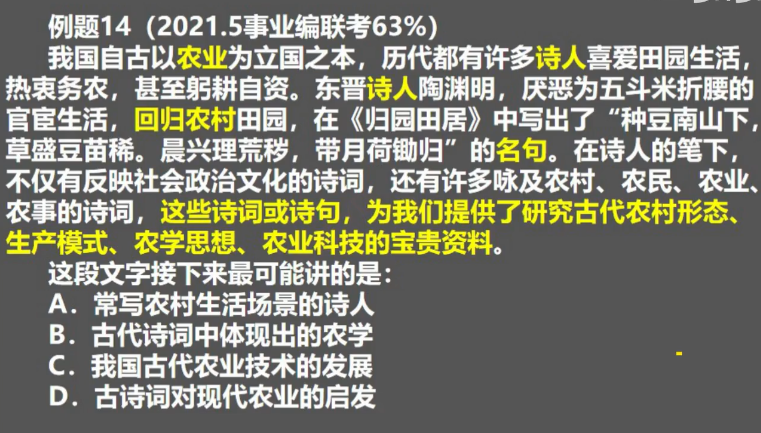 例题14（2021.5事业编联考63%）
我国自古以农业为立国之本，历代都有许多诗人喜爱田园生活，
热衷务农，甚至躬耕自资。东晋诗人陶渊明，厌恶为五斗米折腰的
官宦生活，回归农村田园，在《归园田居》中写出了“种豆南山下，
草盛豆苗稀。晨兴理荒秽，带月荷锄归”的名句。在诗人的笔下，
不仅有反映社会政治文化的诗词，还有许多咏及农村、农民、农业、
农事的诗词，这些诗词或诗句，为我们提供了研究古代农村形态、
生产模式、农学思想、农业科技的宝贵资料。
这段文字接下来最可能讲的是：
A．常写农村生活场景的诗人
B．古代诗词中体现出的农学
C．我国古代农业技术的发展
D．古诗词对现代农业的启发